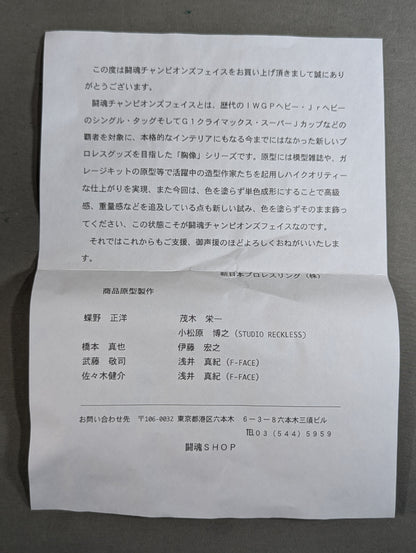 この度は闘魂チャンピオンズフェイスをお買い上げ頂きまして誠にあり
がとうございます。
闘魂チャンピオンズフェイスとは、歴代のＩＷＧＰヘビー・Ｊｒヘビー
のシングル・タッグそしてＧ１クライマックス・スーパーＪカップなどの
覇者を対象に、本格的なインテリアにもなる今までにはなかった新しいプ
ロレスグッズを目指した「胸像」シリーズです。原型には模型雑誌や、ガ
レージキットの原型等で活躍中の造型作家たちを起用しハイクオリティー
な仕上がりを実現、また今回は、色を塗らず単色成形にすることで高級
感、重量感などを追及している点も新しい試み、色を塗らずそのまま飾っ
てください、この状態こそが闘魂チャンピオンズフェイスなのです。
それではこれからもご支援、御声援のほどよろしくおねがいいたしま
す。
新日本プロレスリング（株）
商品原型製作
蝶野　正洋　　茂木　栄一
小松原　博之（STUDIO RECKLESS）
橋本　真也　　伊藤　宏之
武藤　敬司　　浅井　真紀（F-FACE）
佐々木健介　　浅井　真紀（F-FACE）
お問い合わせ先　〒106-0032 東京都港区六本木　６－３－８六本木三須ビル
℡０３（５４４）５９５９
闘魂ＳＨＯＰ